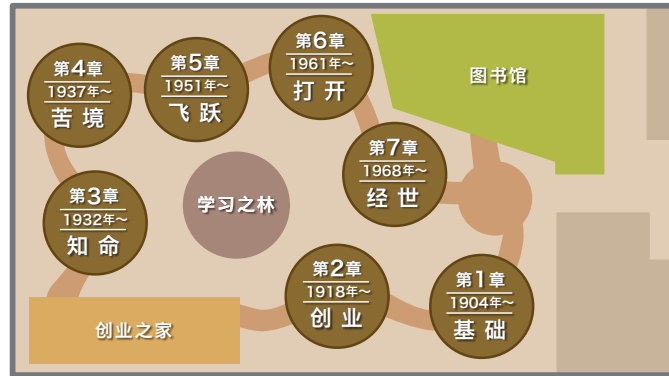 第4章
1937年～
苦境
第5章
1951年～
飞跃
第6章
1961年～
打开
图书馆
第7章
1968年～
经世
学习之林
第3章
1932年～
知命
第2章
1918年～
创业
第1章
1904年～
基础
创业之家